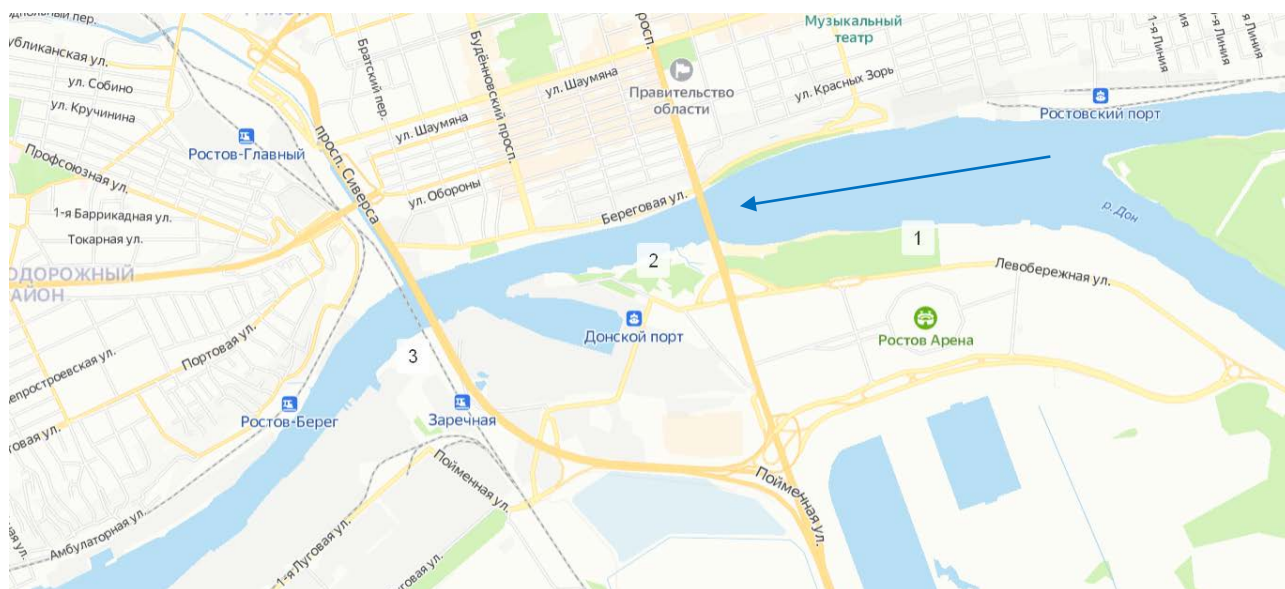 Музыкальный
театр
1-я Линия
Линия
Братский пер.
Будённовский просп.
просп.
ул. Шаумяна
Правительство
области
ул. Красных Зорь
Ростовский порт
ул. Собино
ул. Кручинина
Ростов-Главный
просп. Сиверса
ул. Шаумяна
Профсоюзная ул.
ул. Обороны
Береговая ул.
р. Дон
1-я Баррикадная ул.
Токарная ул.
1
2
Левобережная ул.
Ростов Арена
Донской порт
Портовая ул.
3
Ростов-Берег
Заречная
Пойменная ул.
Пойменная ул.
Амбулаторная ул.
1-я Луговая ул.